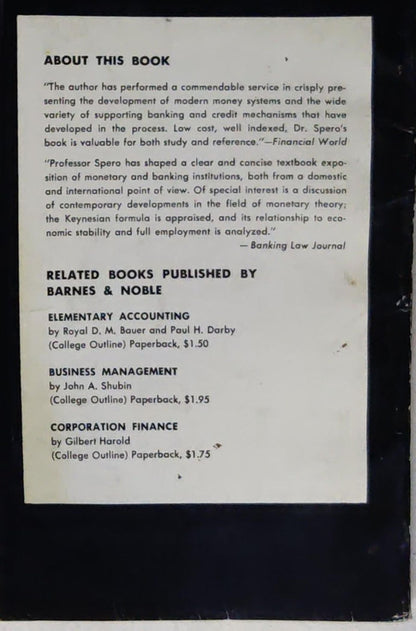 ABOUT THIS BOOK
"The author has performed a commendable service in crisply pre-
senting the development of modern money systems and the wide
variety of supporting banking and credit mechanisms that have
developed in the process. Low cost, well indexed, Dr. Spero's
book is valuable for both study and reference."—Financial World
"Professor Spero has shaped a clear and concise textbook expo-
sition of monetary and banking institutions, both from a domestic
and international point of view. Of special interest is a discussion
of contemporary developments in the field of monetary theory;
the Keynesian formula is appraised, and its relationship to eco-
nomic stability and full employment is analyzed."
— Banking Law Journal
RELATED BOOKS PUBLISHED BY
BARNES & NOBLE
ELEMENTARY ACCOUNTING
by Royal D. M. Bauer and Paul H. Darby
(College Outline) Paperback, $1.50
BUSINESS MANAGEMENT
by John A. Shubin
(College Outline) Paperback, $1.95
CORPORATION FINANCE
by Gilbert Harold
(College Outline) Paperback, $1.75